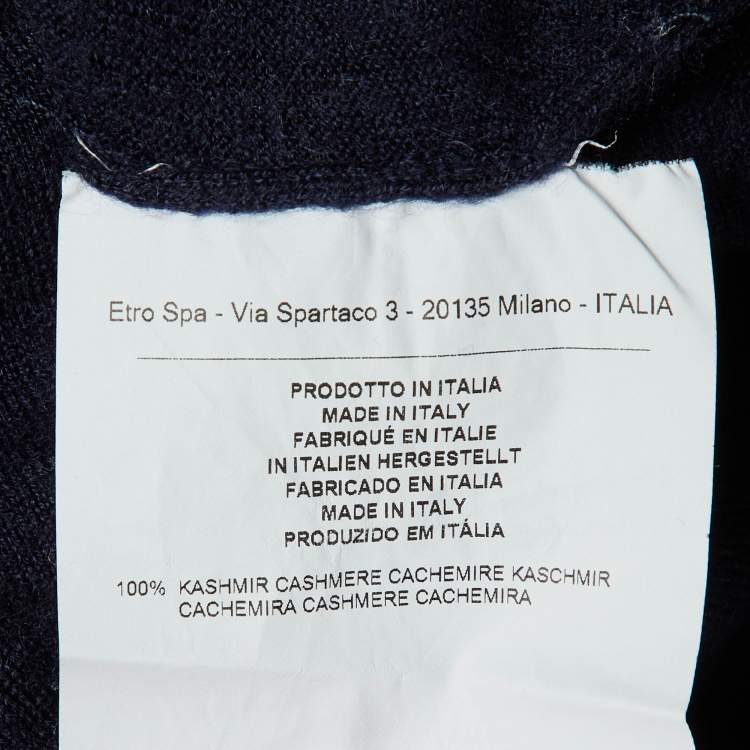 Etro Spa - Via Spartaco 3 - 20135 Milano - ITALIA
PRODOTTO IN ITALIA
MADE IN ITALY
FABRIQUÉ EN ITALIE
IN ITALIEN HERGESTELLT
FABRICADO EN ITALIA
MADE IN ITALY
PRODUZIDO EM ITÁLIA
100% KASHMIR CASHMERE CACHEMIRE KASCHMIR
CACHEMIRA CASHMERE CACHEMIRA